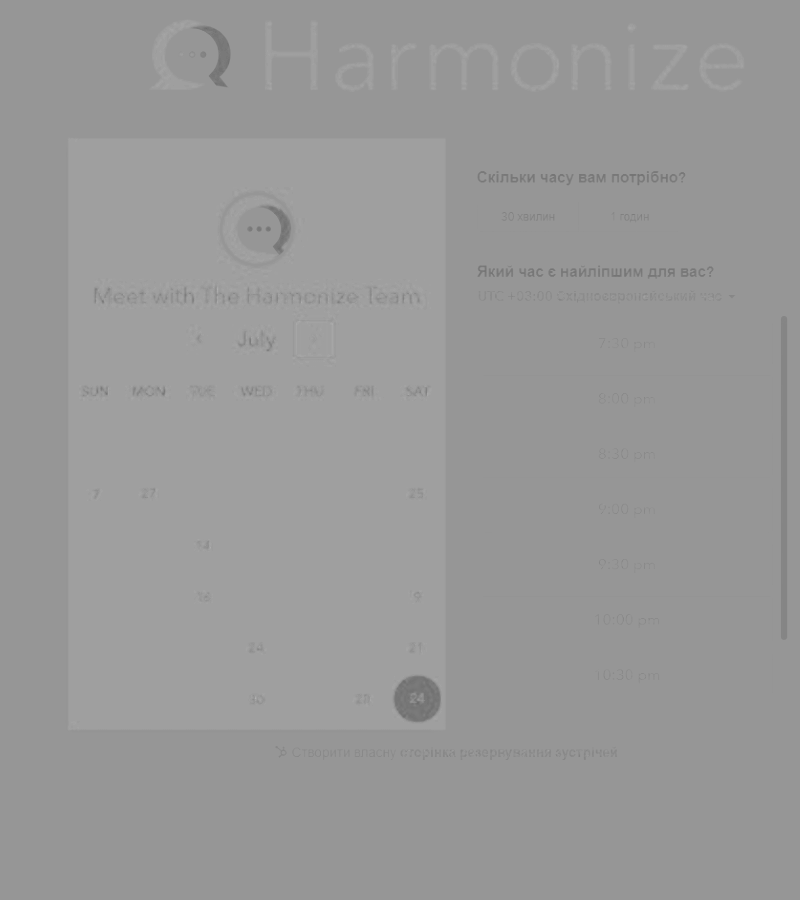 Harmonize
Meet with The Harmonize Team
July
SUN MON TUE WED THU FRI SAT
7 27 25
14
16 9
24 21
30 28 24
Скільки часу вам потрібно?
30 хвилин 1 годин
Який час є найліпшим для вас?
UTC +03:00 Східноєвропейський час
7:30 pm
8:00 pm
8:30 pm
9:00 pm
9:30 pm
10:00 pm
10:30 pm
Створити власну сторінка резервування зустрічей